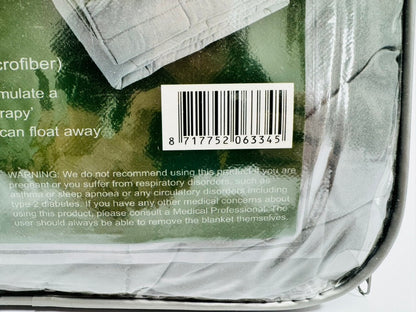 crofiber)
mulate a
rapy'
can float away
8 717752 063345
WARNING: We do not recommend using this product if you are
pregnant or you suffer from respiratory disorders, such as
asthma or sleep apnoea or any circulatory disorders including
type 2 diabetes. If you have any other medical concerns about
using this product, please consult a Medical Professional. The
user should always be able to remove the blanket themselves.